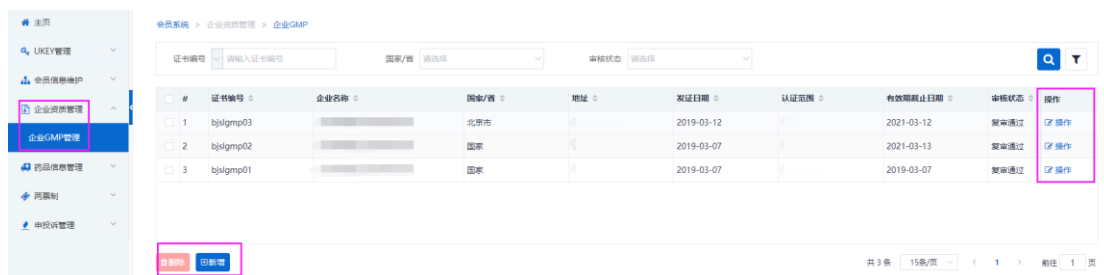 主页
UKEY管理
会员信息维护
企业资质管理
企业GMP管理
药品信息管理
两票制
申投诉管理
会员系统 > 企业资质管理 > 企业GMP
证书编号 请输入证书编号 国家/省 请选择 审核状态 请选择
# 证书编号 企业名称 国家/省 地址 发证日期 认证范围 有效期截止日期 审核状态 操作
1 bjslgmp03 北京市 2019-03-12 2021-03-12 复审通过 操作
2 bjslgmp02 国家 2019-03-07 2021-03-13 复审通过 操作
3 bjslgmp01 国家 2019-03-07 2019-03-07 复审通过 操作
删除 新增
共 3 条 15条/页 < 1 > 前往 1 页